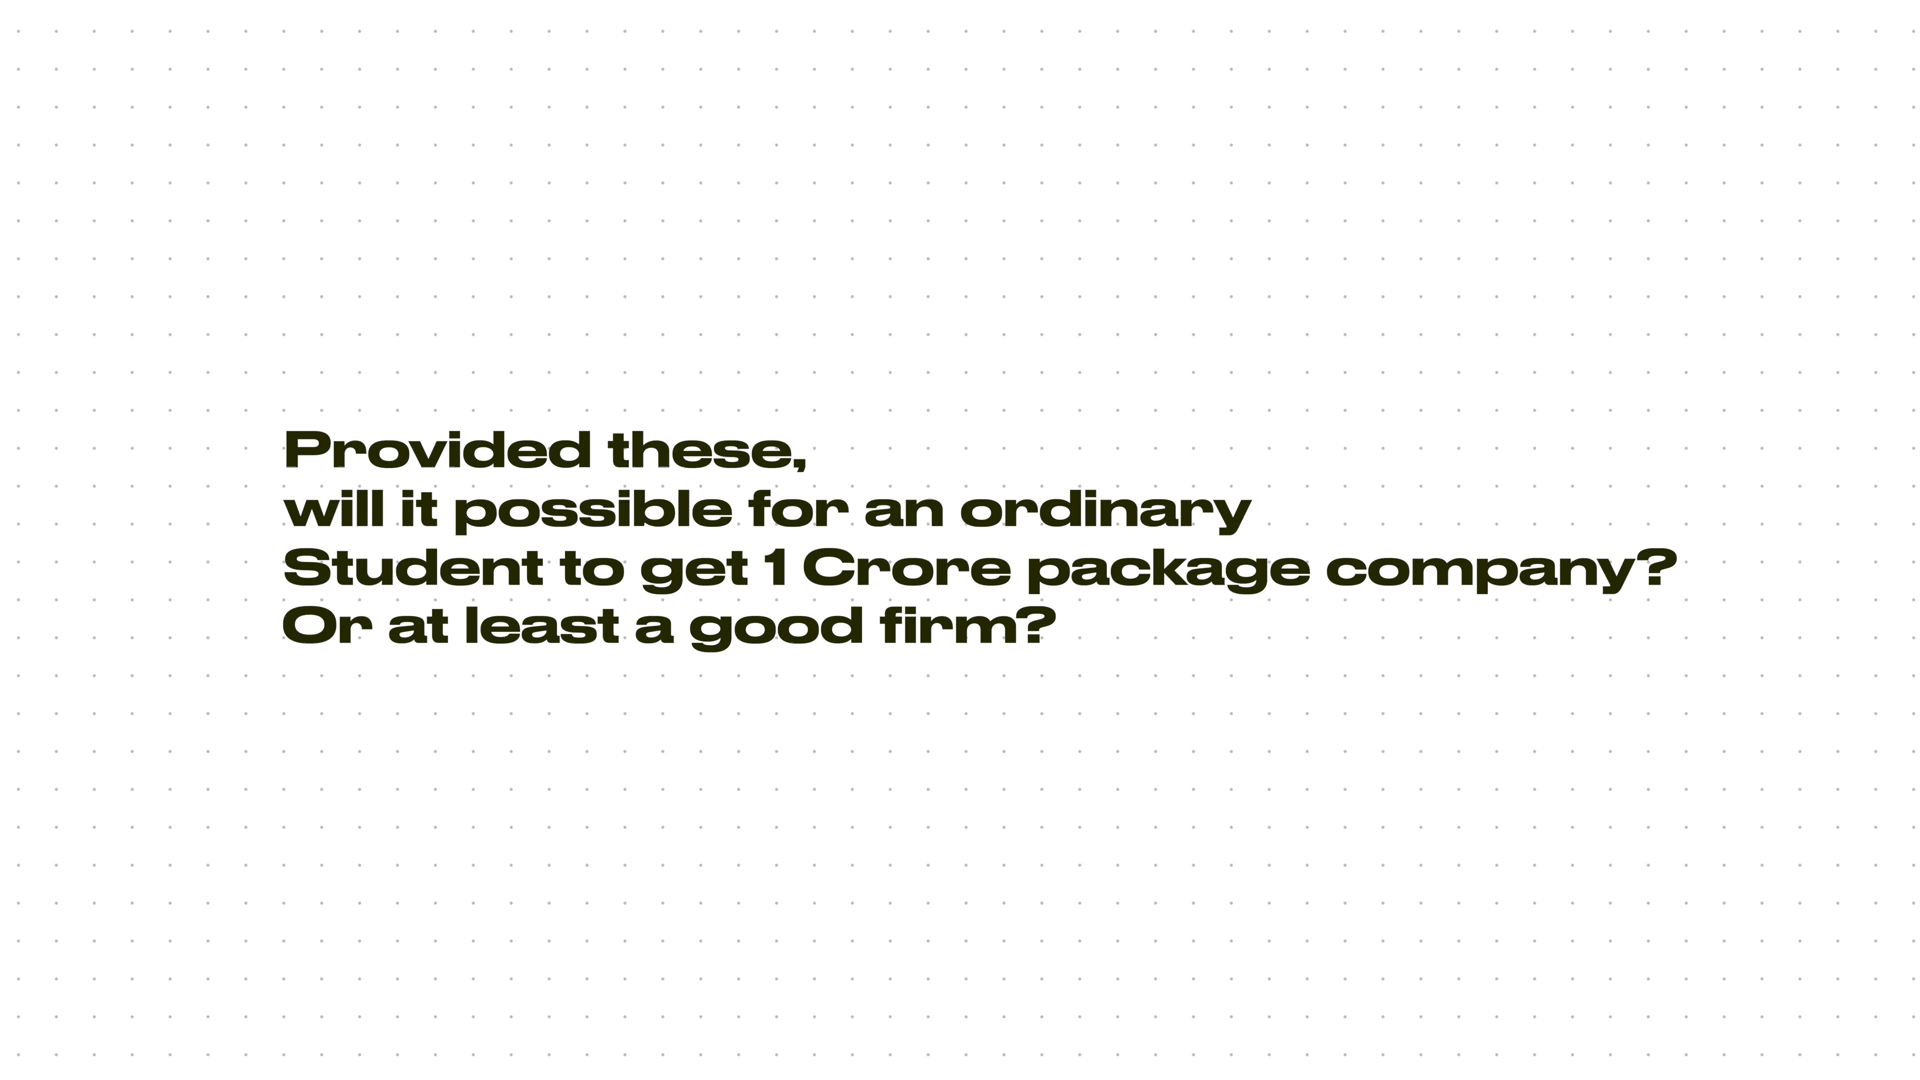 Provided these,
will it possible for an ordinary
Student to get 1 Crore package company?
Or at least a good firm?